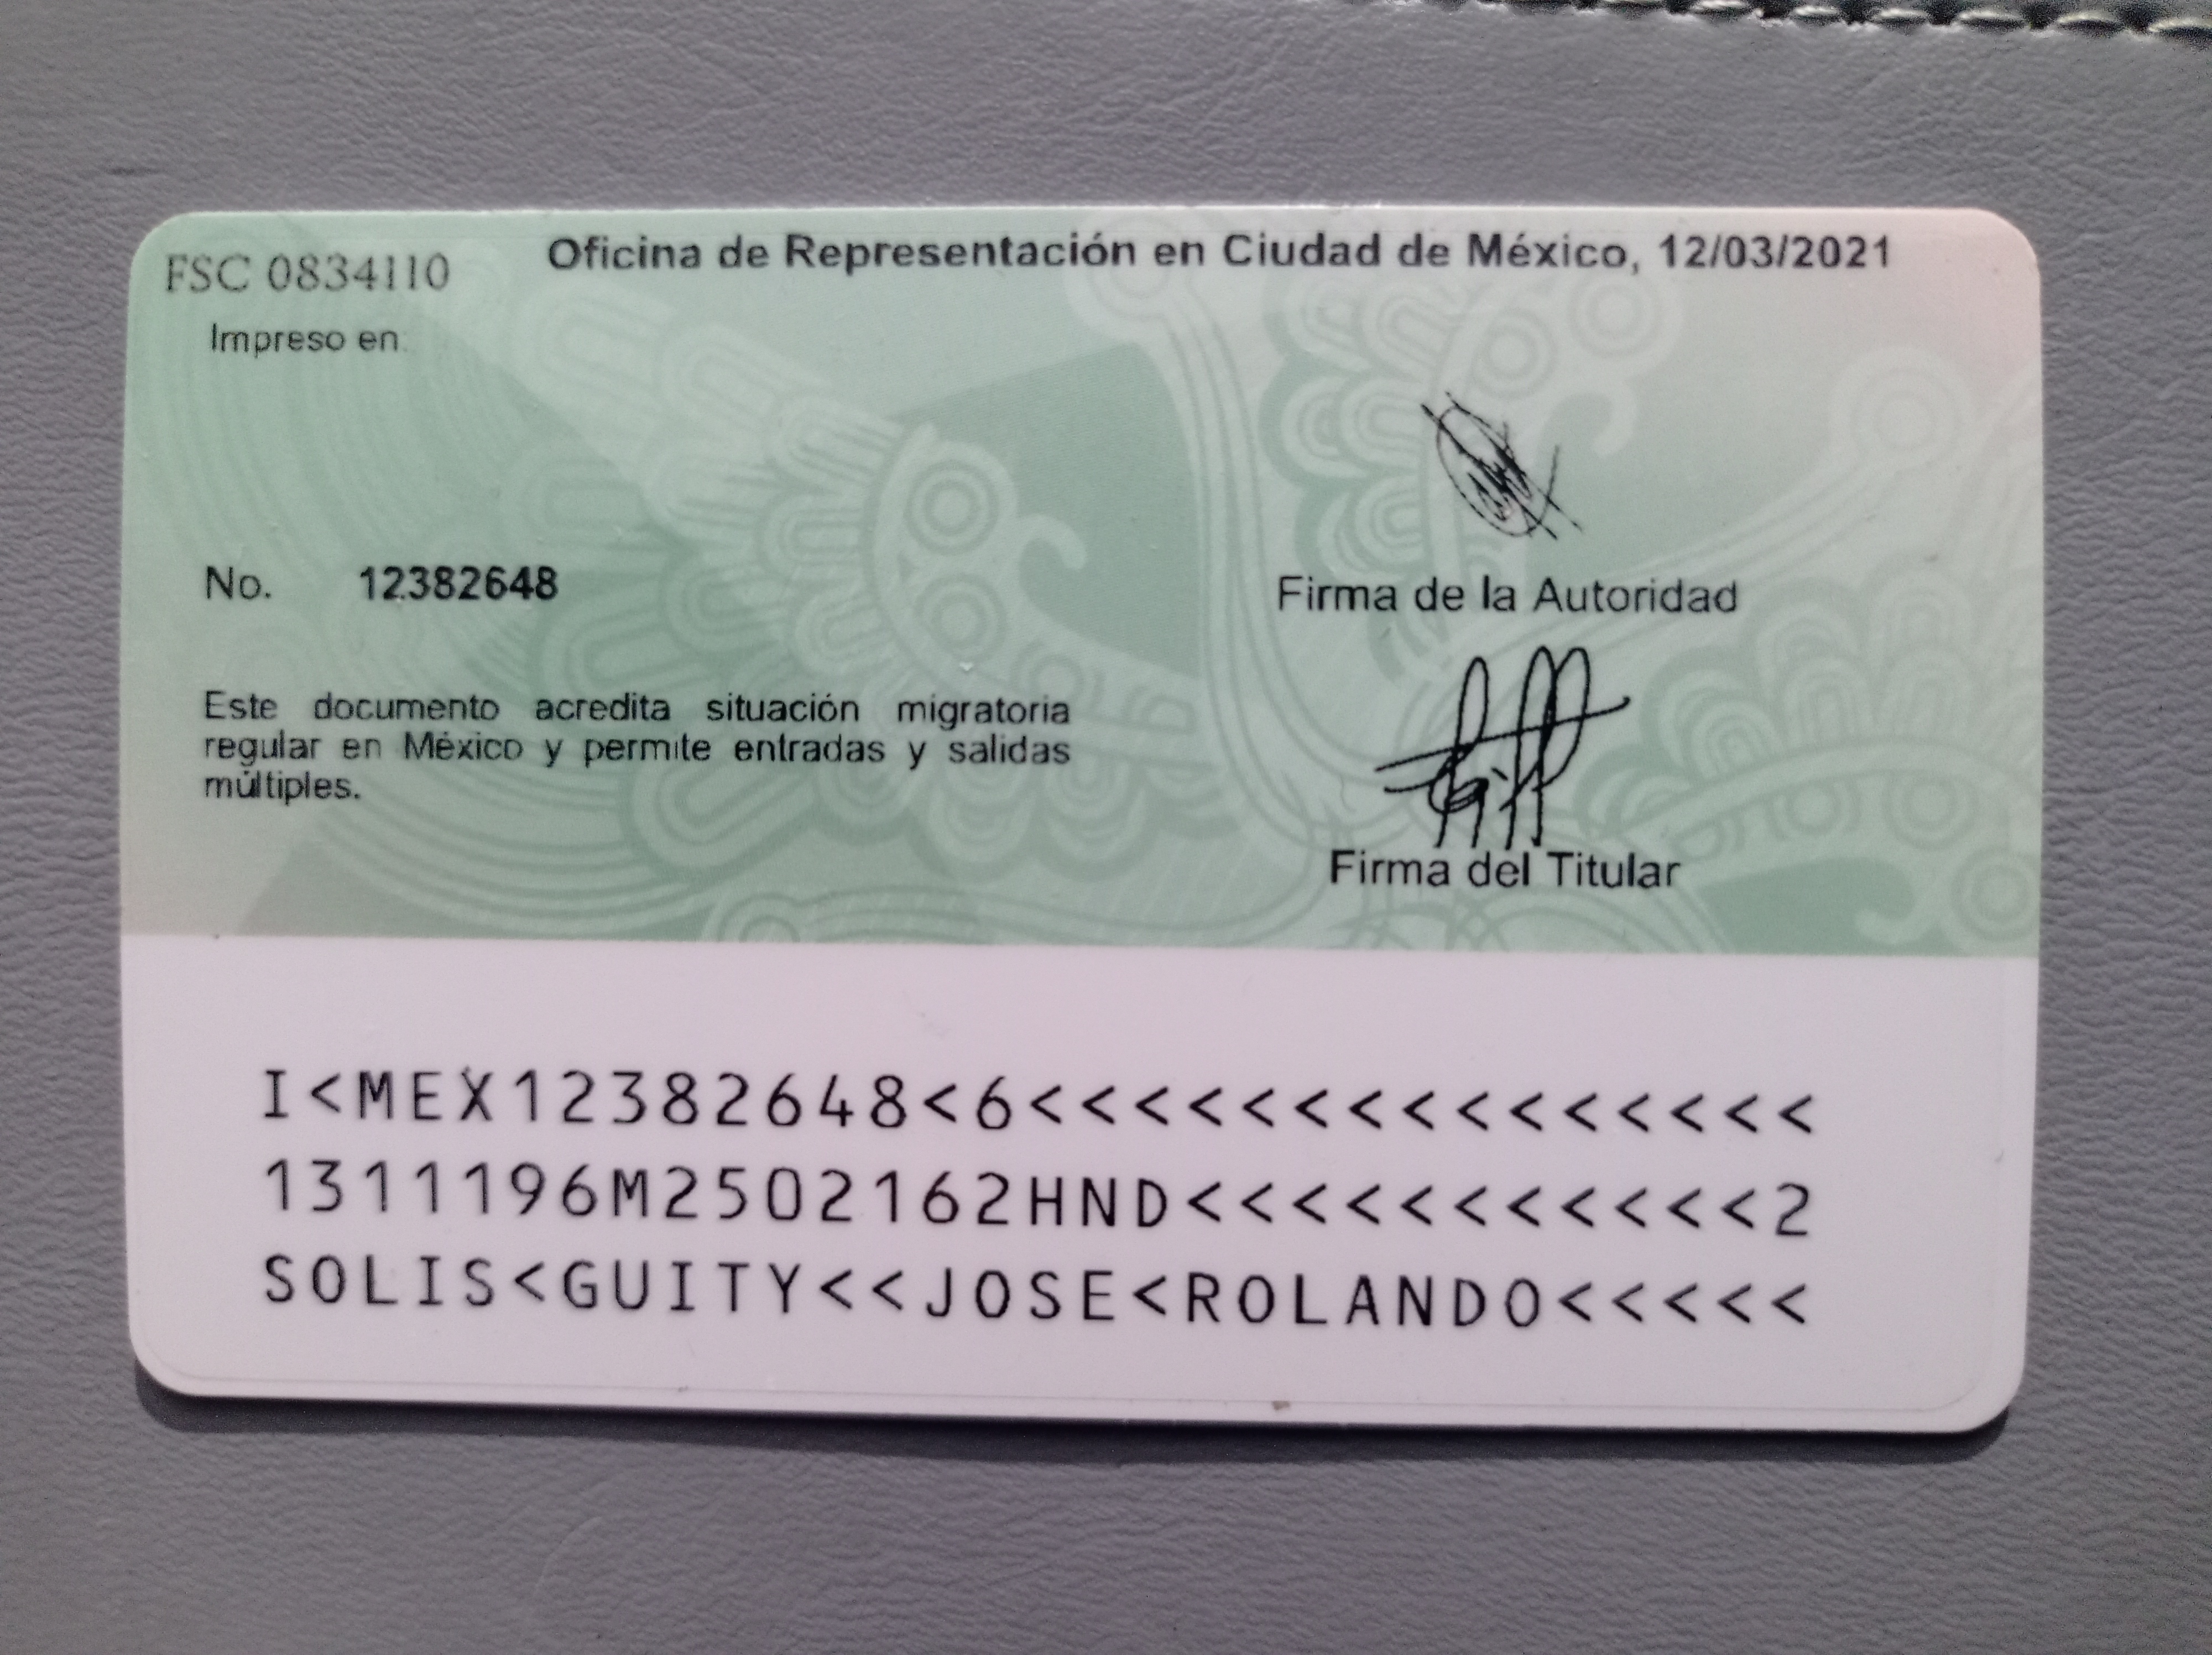 FSC 0834110
Oficina de Representación en Ciudad de México, 12/03/2021
Impreso en:
No. 12382648
Firma de la Autoridad
Este documento acredita situación migratoria
regular en México y permite entradas y salidas
múltiples.
Firma del Titular
I<MEX12382648<6<<<<<<<<<<<<<<<
1311196M2502162HND<<<<<<<<<<<2
SOLIS<GUITY<<JOSE<ROLANDO<<<<<